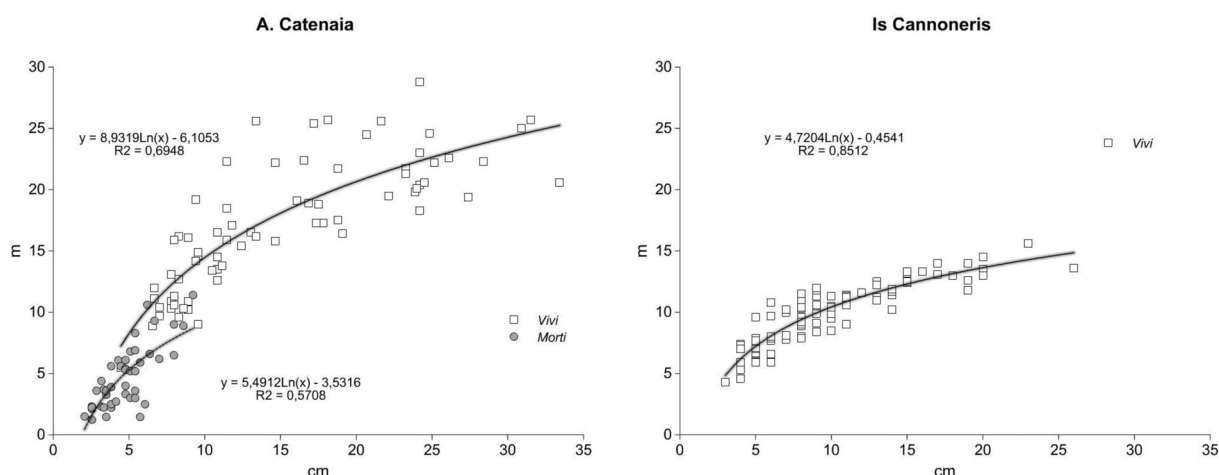 A. Catenaia
30
25
20
15
10
5
0
m
0
5
10
15
20
25
30
35
cm
y = 8,9319Ln(x) - 6,1053
R2 = 0,6948
Vivi
Morti
y = 5,4912Ln(x) - 3,5316
R2 = 0,5708
Is Cannoneris
30
25
20
15
10
5
0
m
0
5
10
15
20
25
30
35
cm
y = 4,7204Ln(x) - 0,4541
R2 = 0,8512
Vivi